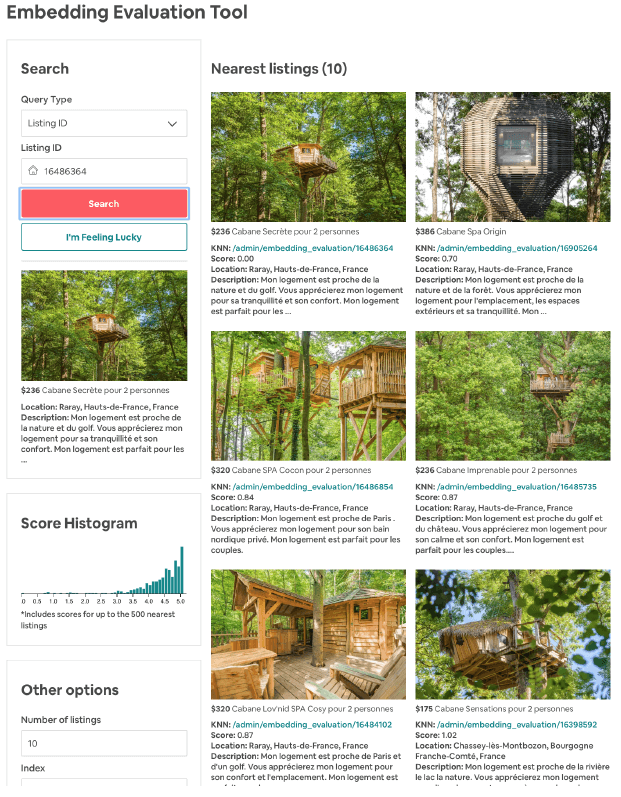 Embedding Evaluation Tool
Search
Query Type
Listing ID
Listing ID
16486364
Search
I'm Feeling Lucky
$236 Cabane Secrète pour 2 personnes
Location: Raray, Hauts-de-France, France
Description: Mon logement est proche de
la nature et du golf. Vous apprécierez mon
logement pour sa tranquillité et son
confort. Mon logement est parfait pour les
...
Score Histogram
0 0.5 1.0 1.5 2.0 2.5 3.0 3.5 4.0 4.5 5.0
*Includes scores for up to the 500 nearest
listings
Other options
Number of listings
10
Index
Nearest listings (10)
$236 Cabane Secrète pour 2 personnes
KNN: /admin/embedding_evaluation/16486364
Score: 0.00
Location: Raray, Hauts-de-France, France
Description: Mon logement est proche de la
nature et du golf. Vous apprécierez mon logement
pour sa tranquillité et son confort. Mon logement
est parfait pour les ...
$386 Cabane Spa Origin
KNN: /admin/embedding_evaluation/16905264
Score: 0.70
Location: Raray, Hauts-de-France, France
Description: Mon logement est proche de la
nature et de la forêt. Vous apprécierez mon
logement pour l'emplacement, les espaces
extérieurs et sa tranquillité. Mon ...
$320 Cabane SPA Cocon pour 2 personnes
KNN: /admin/embedding_evaluation/16486854
Score: 0.84
Location: Raray, Hauts-de-France, France
Description: Mon logement est proche de Paris .
Vous apprécierez mon logement pour son bain
nordique privé. Mon logement est parfait pour les
couples.
$236 Cabane Imprenable pour 2 personnes
KNN: /admin/embedding_evaluation/16485735
Score: 0.87
Location: Raray, Hauts-de-France, France
Description: Mon logement est proche du golf et
du château. Vous apprécierez mon logement pour
son calme et son confort. Mon logement est
parfait pour les couples....
$320 Cabane Lov'nid SPA Cosy pour 2 personnes
KNN: /admin/embedding_evaluation/16484102
Score: 0.87
Location: Raray, Hauts-de-France, France
Description: Mon logement est proche de Paris et
d'un golf. Vous apprécierez mon logement pour
son confort et l'emplacement. Mon logement est
$175 Cabane Sensations pour 2 personnes
KNN: /admin/embedding_evaluation/16398592
Score: 1.02
Location: Chassey-lès-Montbozon, Bourgogne
Franche-Comté, France
Description: Mon logement est proche de la rivière
le lac la nature. Vous apprécierez mon logement